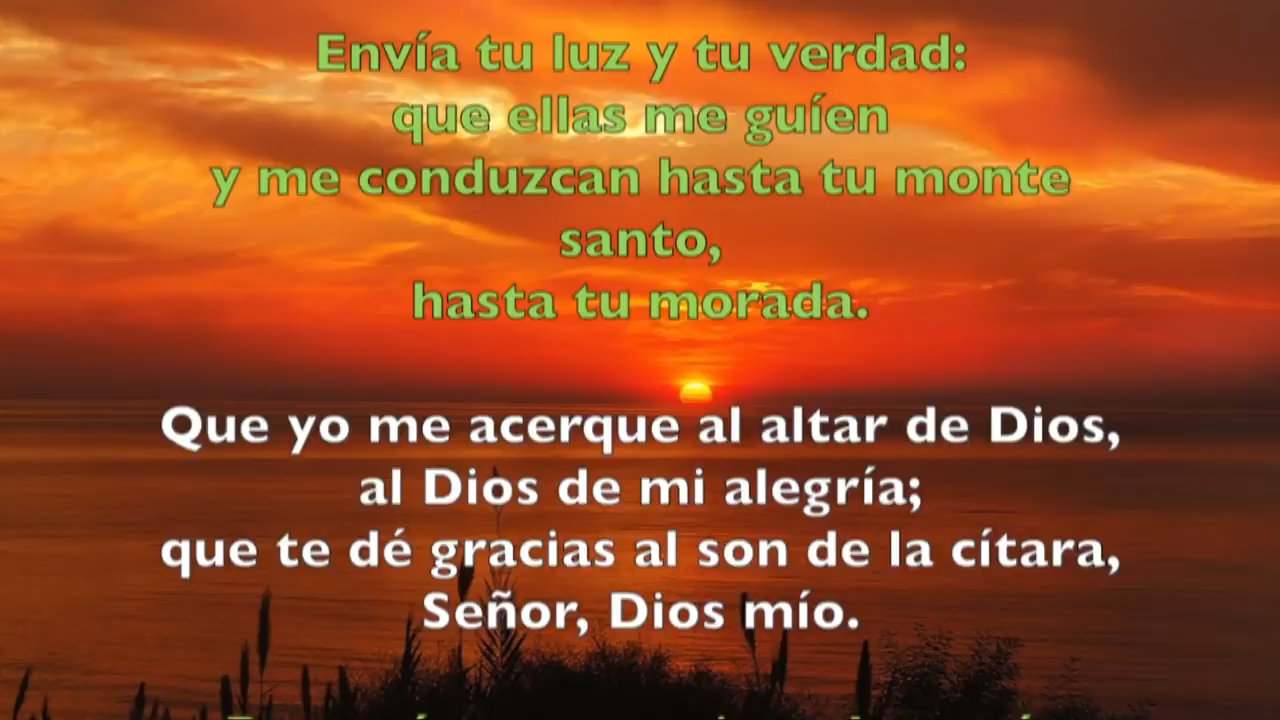 Envía tu luz y tu verdad:
que ellas me guíen
y me conduzcan hasta tu monte
santo,
hasta tu morada.
Que yo me acerque al altar de Dios,
al Dios de mi alegría;
que te dé gracias al son de la cítara,
Señor, Dios mío.